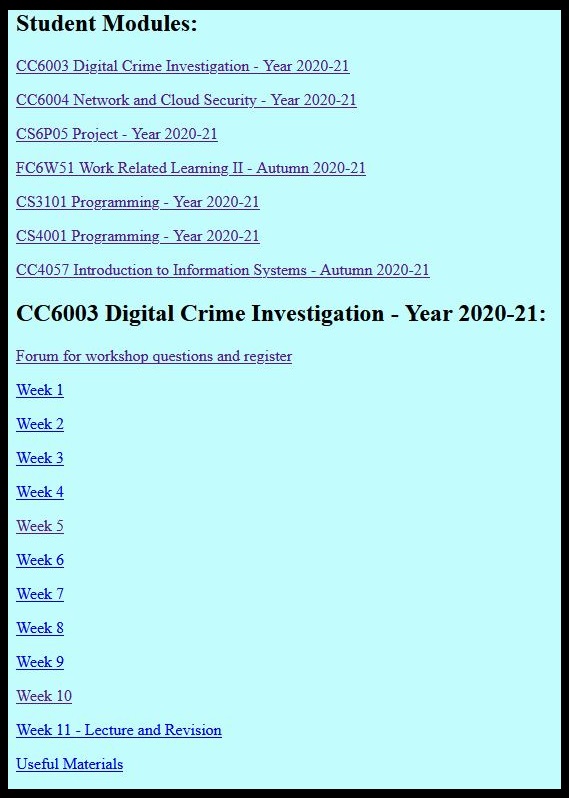 Student Modules:
CC6003 Digital Crime Investigation - Year 2020-21
CC6004 Network and Cloud Security - Year 2020-21
CS6P05 Project - Year 2020-21
FC6W51 Work Related Learning II - Autumn 2020-21
CS3101 Programming - Year 2020-21
CS4001 Programming - Year 2020-21
CC4057 Introduction to Information Systems - Autumn 2020-21
CC6003 Digital Crime Investigation - Year 2020-21:
Forum for workshop questions and register
Week 1
Week 2
Week 3
Week 4
Week 5
Week 6
Week 7
Week 8
Week 9
Week 10
Week 11 - Lecture and Revision
Useful Materials